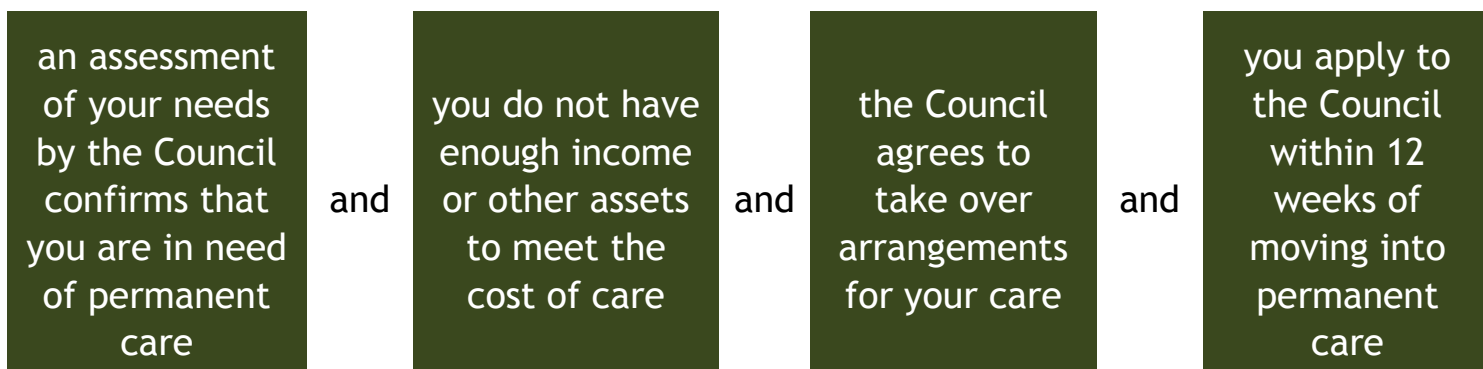 an assessment
of your needs
by the Council
confirms that
you are in need
of permanent
care
and
you do not have
enough income
or other assets
to meet the
cost of care
and
the Council
agrees to
take over
arrangements
for your care
and
you apply to
the Council
within 12
weeks of
moving into
permanent
care